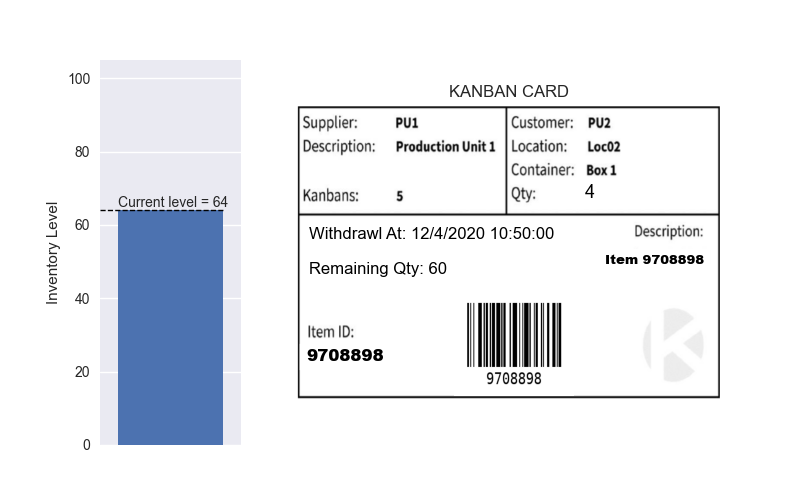 100
80
60
40
20
0
Inventory Level
Current level = 64
KANBAN CARD
Supplier: PU1
Description: Production Unit 1
Kanbans: 5
Customer: PU2
Location: Loc02
Container: Box 1
Qty: 4
Withdrawl At: 12/4/2020 10:50:00
Remaining Qty: 60
Description:
Item 9708898
Item ID:
9708898
9708898